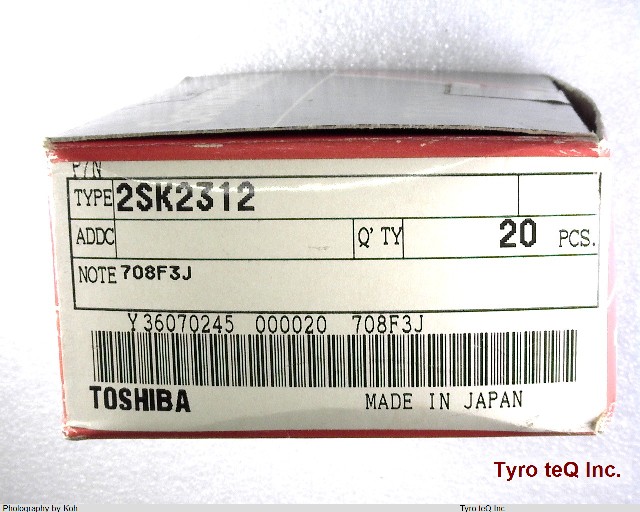 P/N
TYPE 2SK2312
ADDC Q'TY 20 PCS.
NOTE 708F3J
Y36070245 000020 708F3J
TOSHIBA MADE IN JAPAN
Tyro teQ Inc.
Photography by Koh Tyro teQ Inc